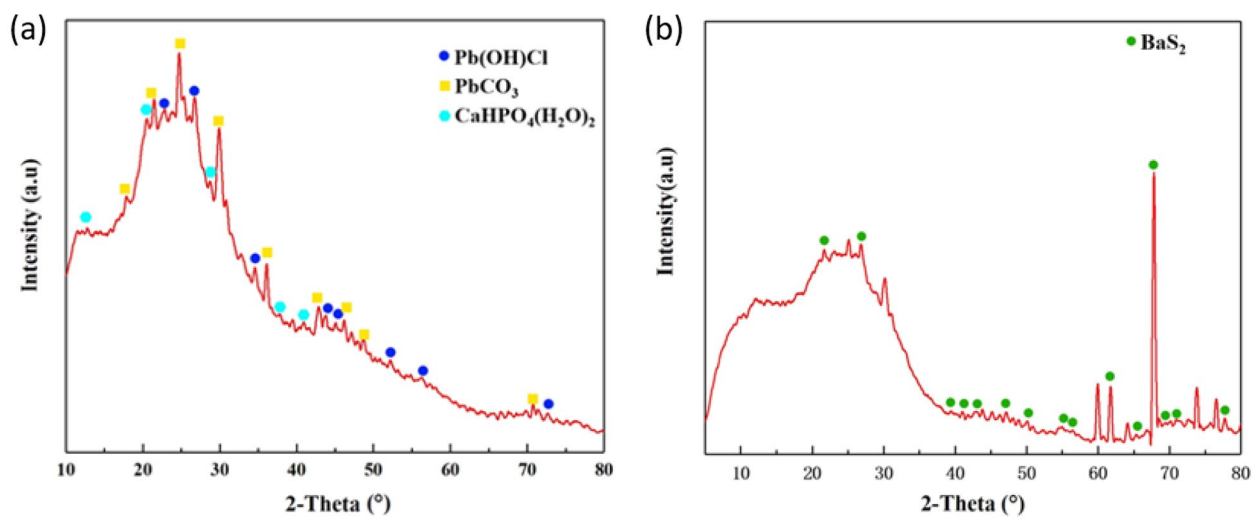 (a)
Pb(OH)Cl
PbCO₃
CaHPO₄(H₂O)₂
Intensity (a.u)
10 20 30 40 50 60 70 80
2-Theta (°)
(b)
BaS₂
Intensity(a.u)
10 20 30 40 50 60 70 80
2-Theta (°)